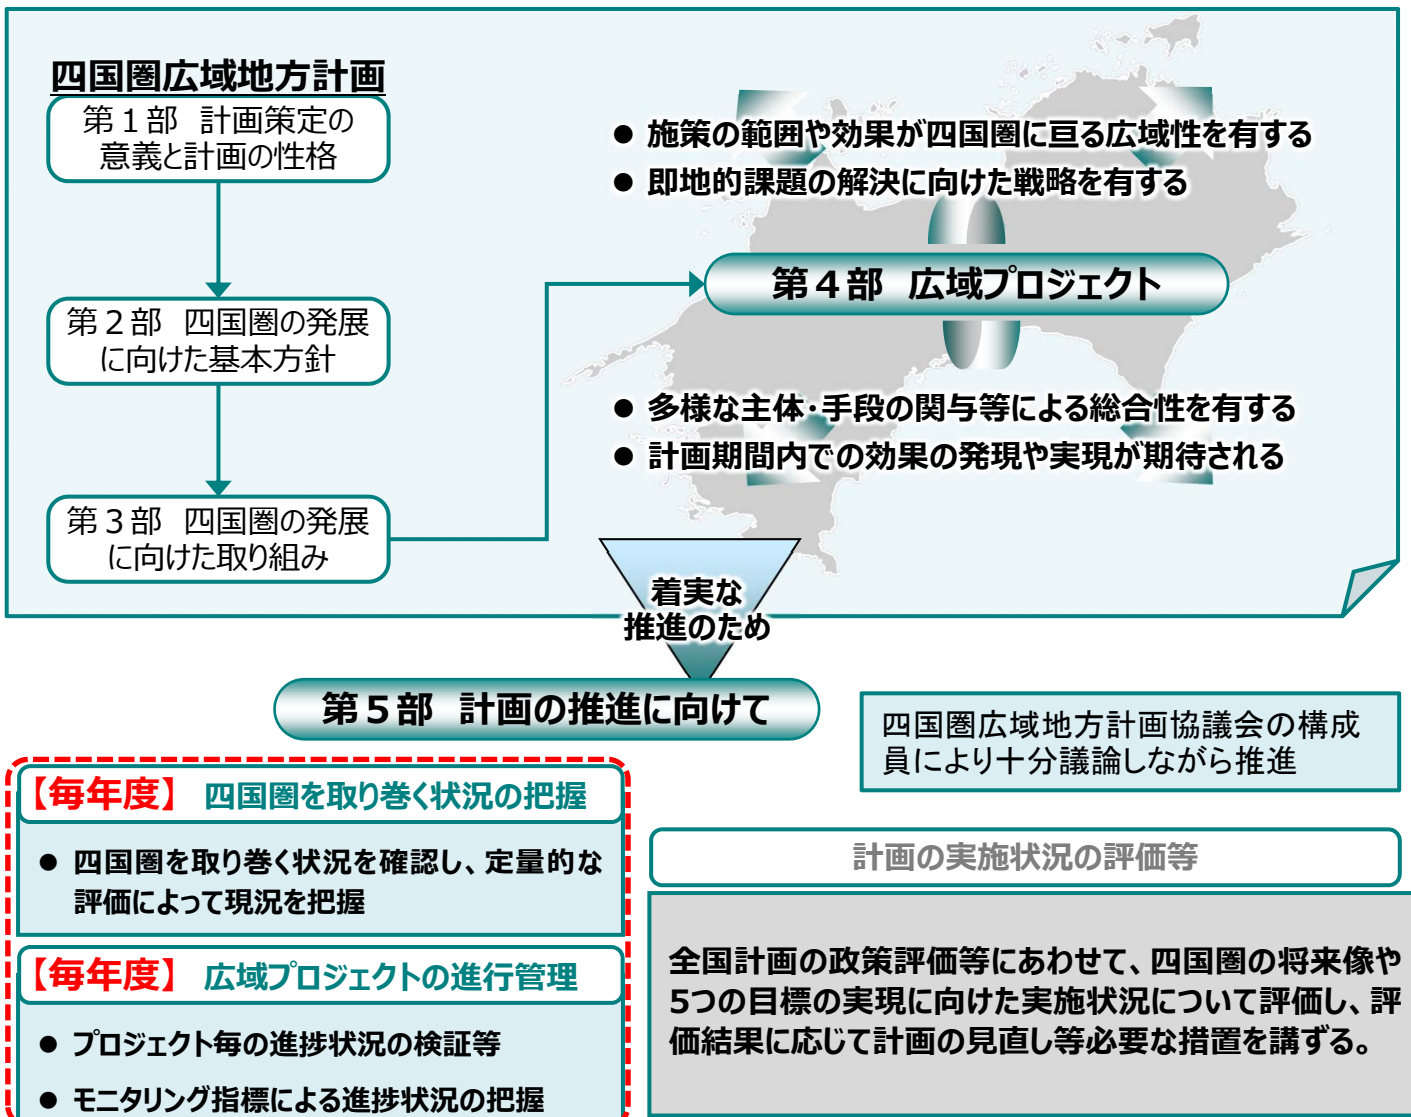 四国圏広域地方計画
第１部　計画策定の
意義と計画の性格
第２部　四国圏の発展
に向けた基本方針
第３部　四国圏の発展
に向けた取り組み
● 施策の範囲や効果が四国圏に亘る広域性を有する
● 即地的課題の解決に向けた戦略を有する
第４部　広域プロジェクト
● 多様な主体・手段の関与等による総合性を有する
● 計画期間内での効果の発現や実現が期待される
着実な
推進のため
第５部　計画の推進に向けて
四国圏広域地方計画協議会の構成
員により十分議論しながら推進
【毎年度】 四国圏を取り巻く状況の把握
● 四国圏を取り巻く状況を確認し、定量的な
評価によって現況を把握
【毎年度】 広域プロジェクトの進行管理
● プロジェクト毎の進捗状況の検証等
● モニタリング指標による進捗状況の把握
計画の実施状況の評価等
全国計画の政策評価等にあわせて、四国圏の将来像や
5つの目標の実現に向けた実施状況について評価し、評
価結果に応じて計画の見直し等必要な措置を講ずる。